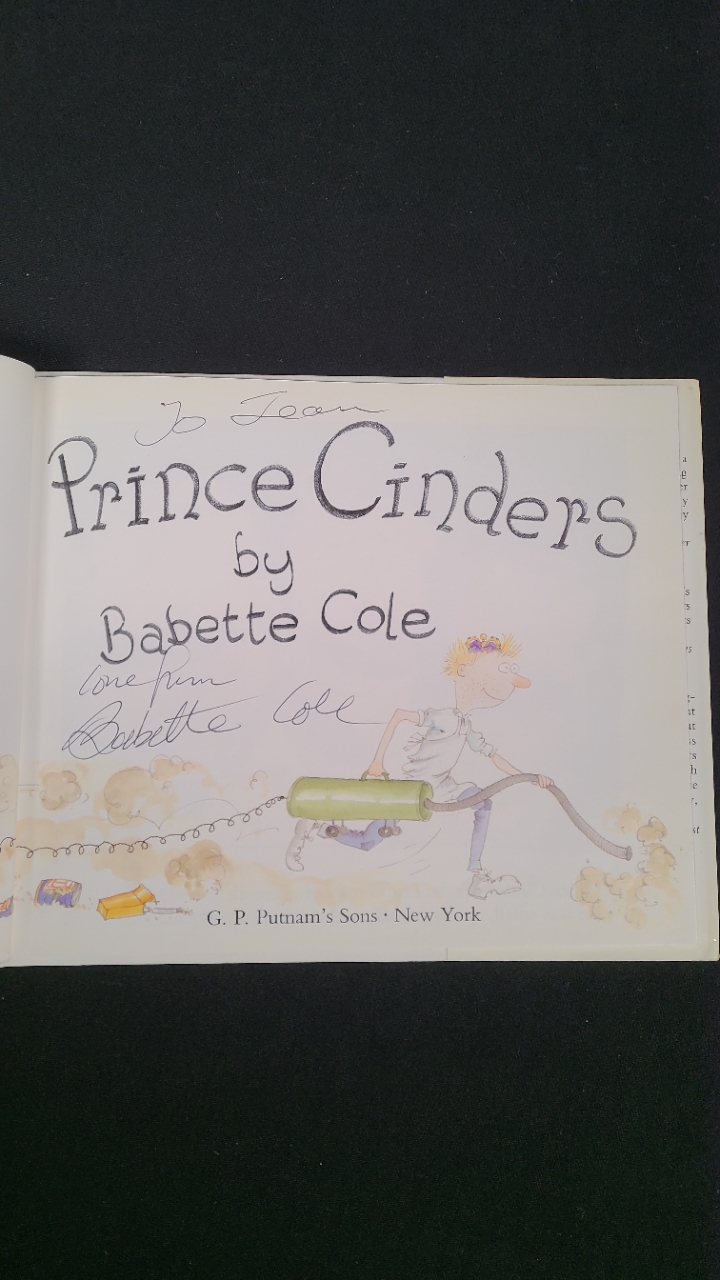 To Jean
Prince Cinders
by
Babette Cole
love from
Babette Cole
G. P. Putnam's Sons · New York